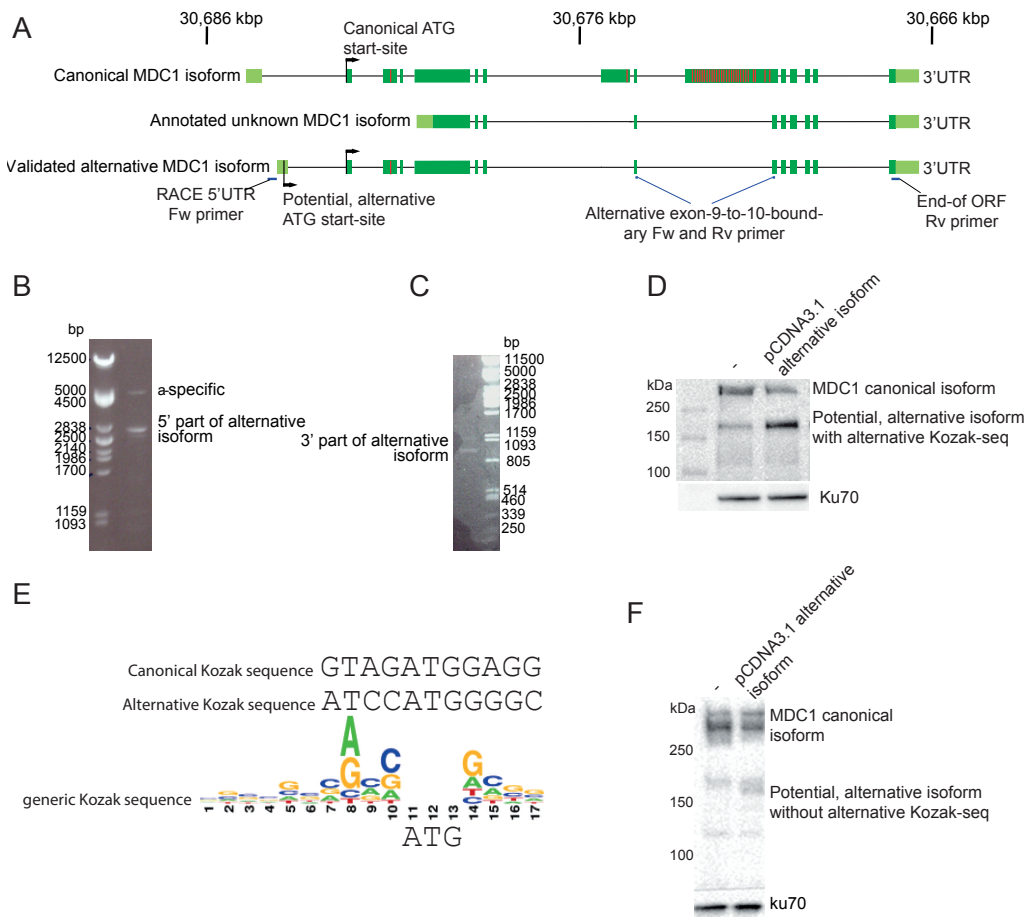 A
30,686 kbp
30,676 kbp
30,666 kbp
Canonical ATG
start-site
Canonical MDC1 isoform
3'UTR
Annotated unknown MDC1 isoform
3'UTR
Validated alternative MDC1 isoform
3'UTR
RACE 5'UTR
Fw primer
Potential, alternative
ATG start-site
Alternative exon-9-to-10-bound-
ary Fw and Rv primer
End-of ORF
Rv primer
B
bp
12500
5000
4500
2838
2500
2140
1986
1700
1159
1093
a-specific
5' part of alternative
isoform
C
bp
11500
5000
2838
2500
1986
1700
1159
1093
805
514
460
339
250
3' part of alternative
isoform
D
-
pCDNA3.1
alternative isoform
kDa
250
150
100
MDC1 canonical isoform
Potential, alternative isoform
with alternative Kozak-seq
Ku70
E
Canonical Kozak sequence GTAGATGGAGG
Alternative Kozak sequence ATCCATGGGGC
generic Kozak sequence
1 2 3 4 5 6 7 8 9 10 11 12 13 14 15 16 17
ATG
F
-
pCDNA3.1 alternative
isoform
kDa
250
150
100
MDC1 canonical
isoform
Potential, alternative isoform
without alternative Kozak-seq
ku70